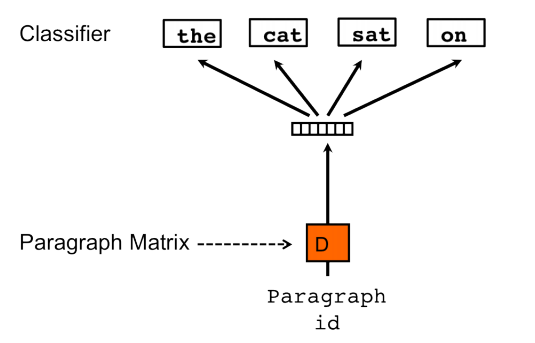 Classifier the cat sat on
Paragraph Matrix D
Paragraph
id